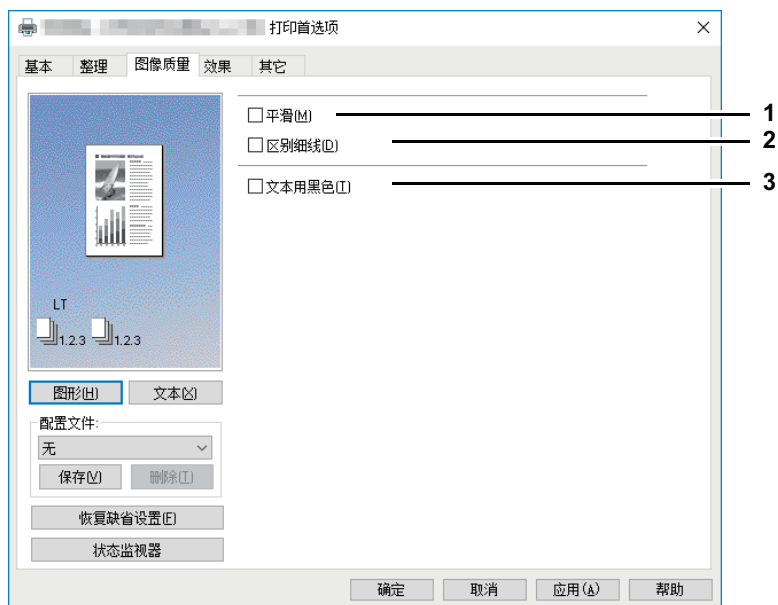 打印首选项
基本 整理 图像质量 效果 其它
平滑(M) 1
区别细线(D) 2
文本用黑色(T) 3
LT
1.2.3 1.2.3
图形(H) 文本(X)
配置文件:
无
保存(V) 删除(T)
恢复缺省设置(F)
状态监视器
确定 取消 应用(A) 帮助